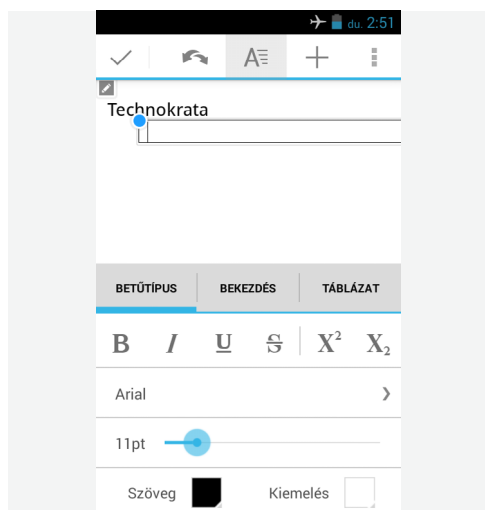 du. 2:51
A
Technokrata
BETŰTÍPUS BEKEZDÉS TÁBLÁZAT
B I U S X² X₂
Arial
11pt
Szöveg Kiemelés